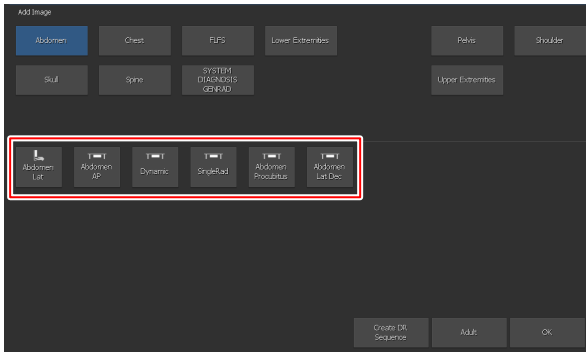 Add Image
Abdomen
Chest
FLFS
Lower Extremities
Pelvis
Shoulder
Skull
Spine
SYSTEM
DIAGNOSIS
GENRAD
Upper Extremities
Abdomen
Lat
Abdomen
AP
Dynamic
SingleRad
Abdomen
Procubitus
Abdomen
Lat Dec
Create DR
Sequence
Adult
OK